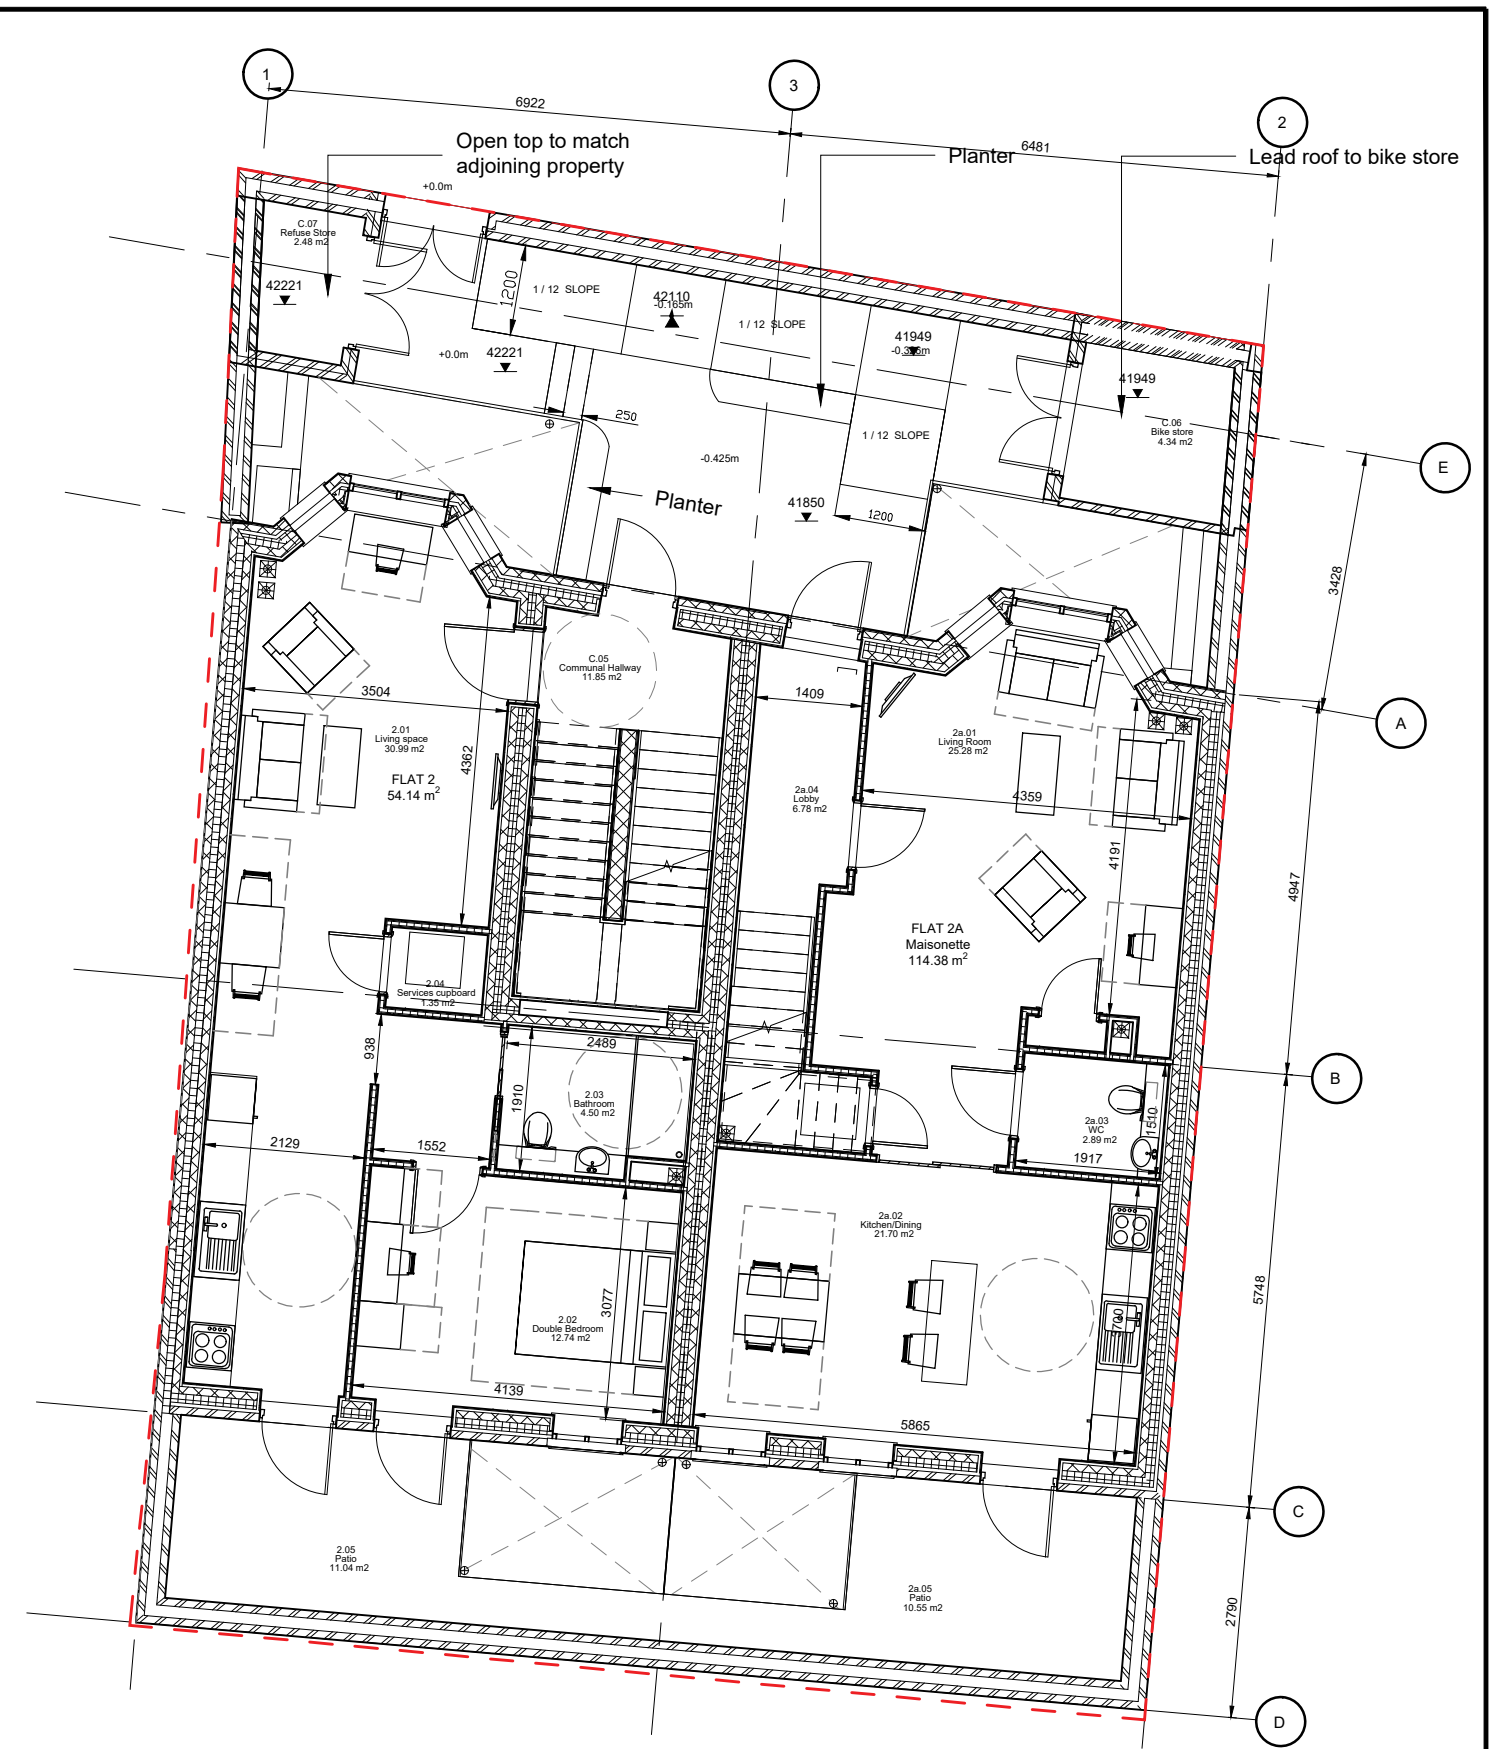 1
3
2
6922
6481
Open top to match
adjoining property
Planter
Lead roof to bike store
+0.0m
C.07
Refuse Store
2.48 m2
42221
1200
1 / 12 SLOPE
42110
-0.165m
1 / 12 SLOPE
41949
+0.0m
42221
41949
C.06
Bike store
4.34 m2
250
1 / 12 SLOPE
-0.425m
E
Planter
41850
1200
3428
C.05
Communal Hallway
11.85 m2
3504
1409
A
2.01
Living space
30.99 m2
4362
2a.01
Living Room
25.28 m2
FLAT 2
54.14 m2
2a.04
Lobby
6.78 m2
4359
4191
4947
FLAT 2A
Maisonette
114.38 m2
2.04
Services cupboard
1.35 m2
938
2489
B
1910
2.03
Bathroom
4.50 m2
2a.03
WC
2.89 m2
1510
2129
1552
1917
2a.02
Kitchen/Dining
21.70 m2
5748
3077
2.02
Double Bedroom
12.74 m2
4139
5865
C
2.05
Patio
11.04 m2
2a.05
Patio
10.55 m2
2790
D